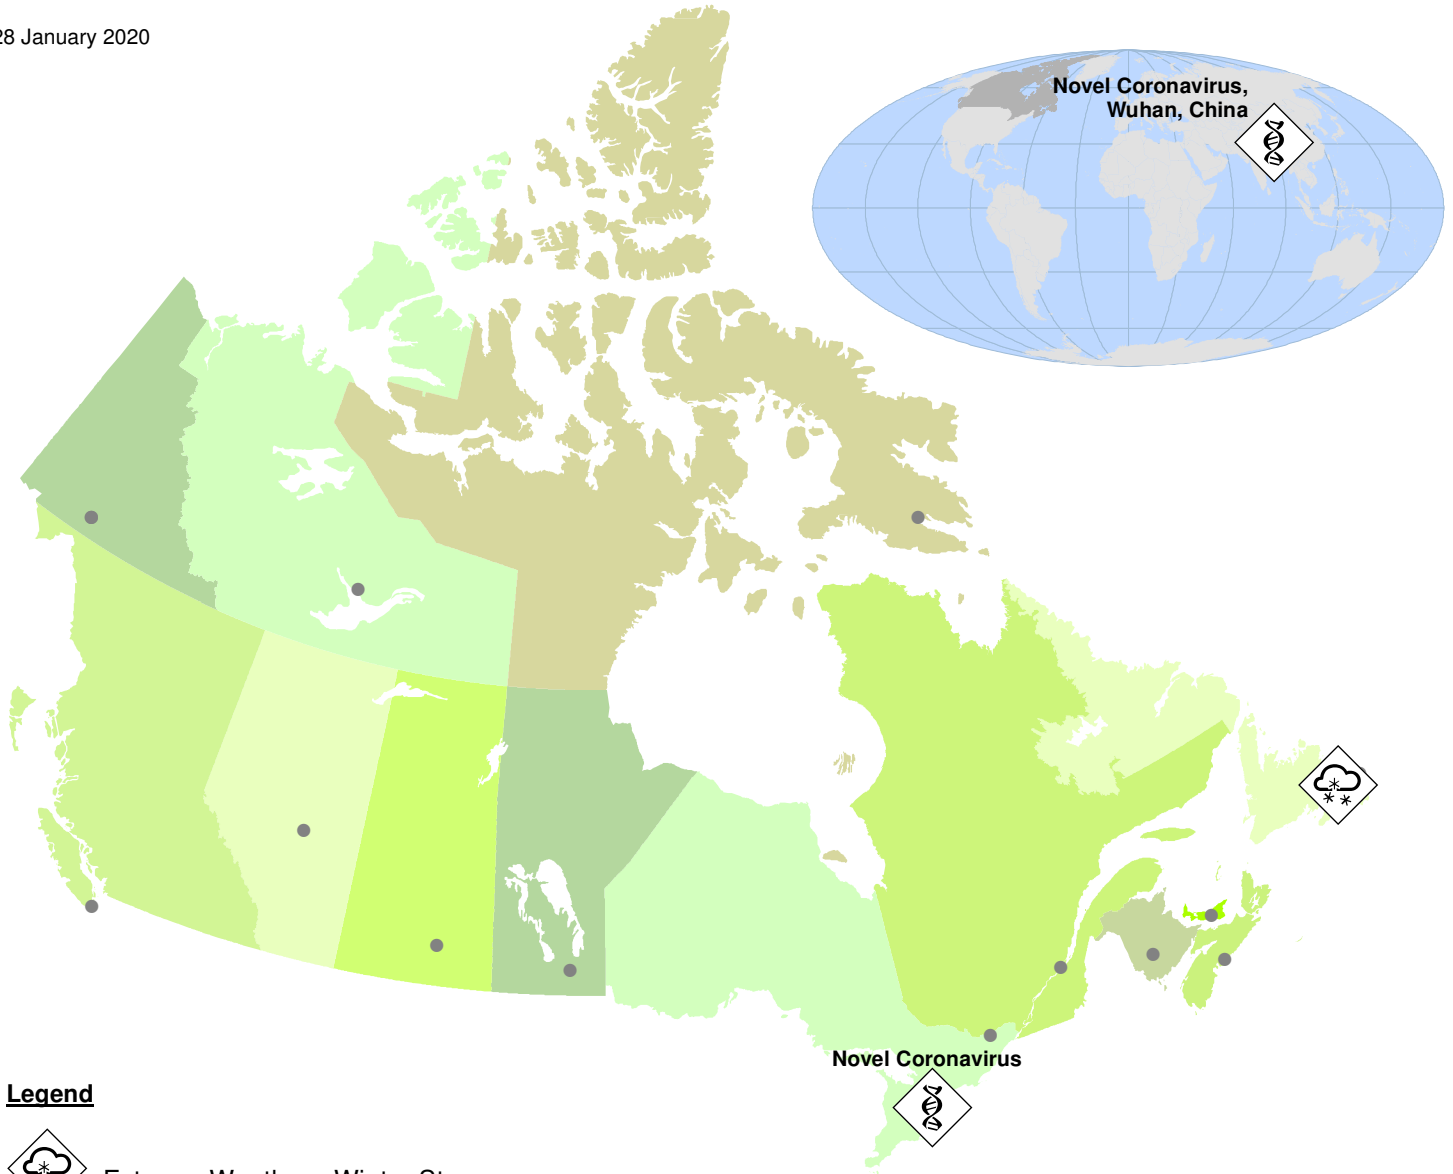 28 January 2020
Novel Coronavirus,
Wuhan, China
Novel Coronavirus
Legend